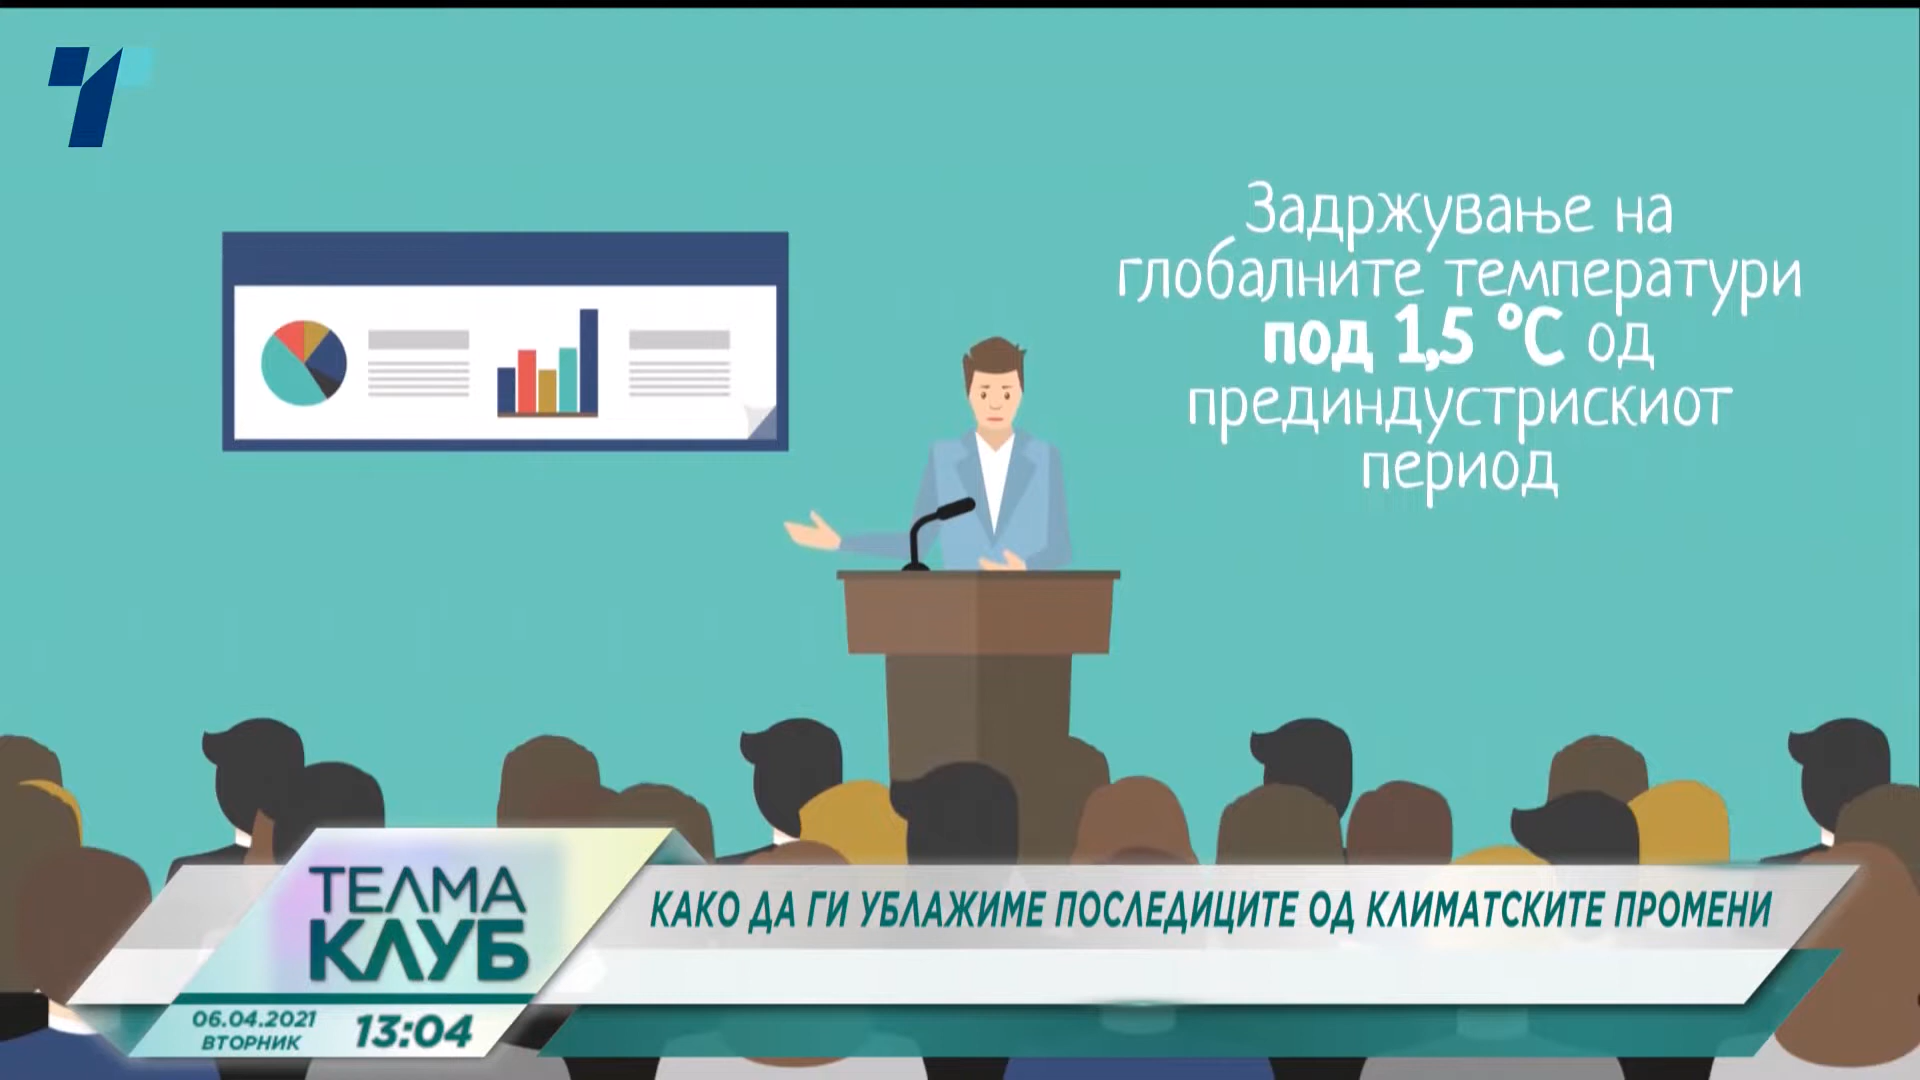 Задржување на
глобалните температури
под 1,5 °C од
прединдустрискиот
период
ТЕЛМА
КЛУБ
КАКО ДА ГИ УБЛАЖИМЕ ПОСЛЕДИЦИТЕ ОД КЛИМАТСКИТЕ ПРОМЕНИ
06.04.2021
ВТОРНИК
13:04